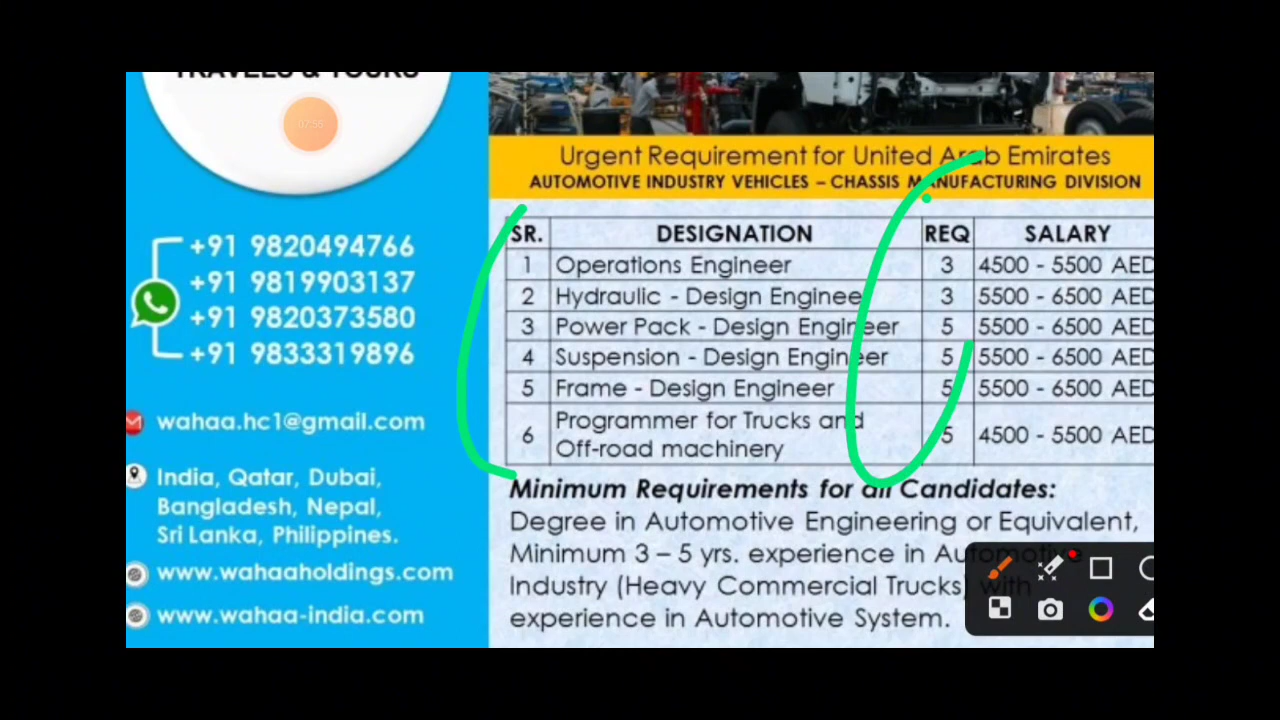 TRAVELS & TOURS
07:56
+91 9820494766
+91 9819903137
+91 9820373580
+91 9833319896
wahaa.hc1@gmail.com
India, Qatar, Dubai,
Bangladesh, Nepal,
Sri Lanka, Philippines.
www.wahaaholdings.com
www.wahaa-india.com
Urgent Requirement for United Arab Emirates
AUTOMOTIVE INDUSTRY VEHICLES – CHASSIS MANUFACTURING DIVISION
SR. DESIGNATION REQ SALARY
1 Operations Engineer 3 4500 - 5500 AED
2 Hydraulic - Design Enginee 3 5500 - 6500 AED
3 Power Pack - Design Engineer 5 5500 - 6500 AED
4 Suspension - Design Engineer 5 5500 - 6500 AED
5 Frame - Design Engineer 5 5500 - 6500 AED
6 Programmer for Trucks and 5 4500 - 5500 AED
Off-road machinery
Minimum Requirements for all Candidates:
Degree in Automotive Engineering or Equivalent,
Minimum 3 – 5 yrs. experience in Automotive
Industry (Heavy Commercial Trucks) with
experience in Automotive System.